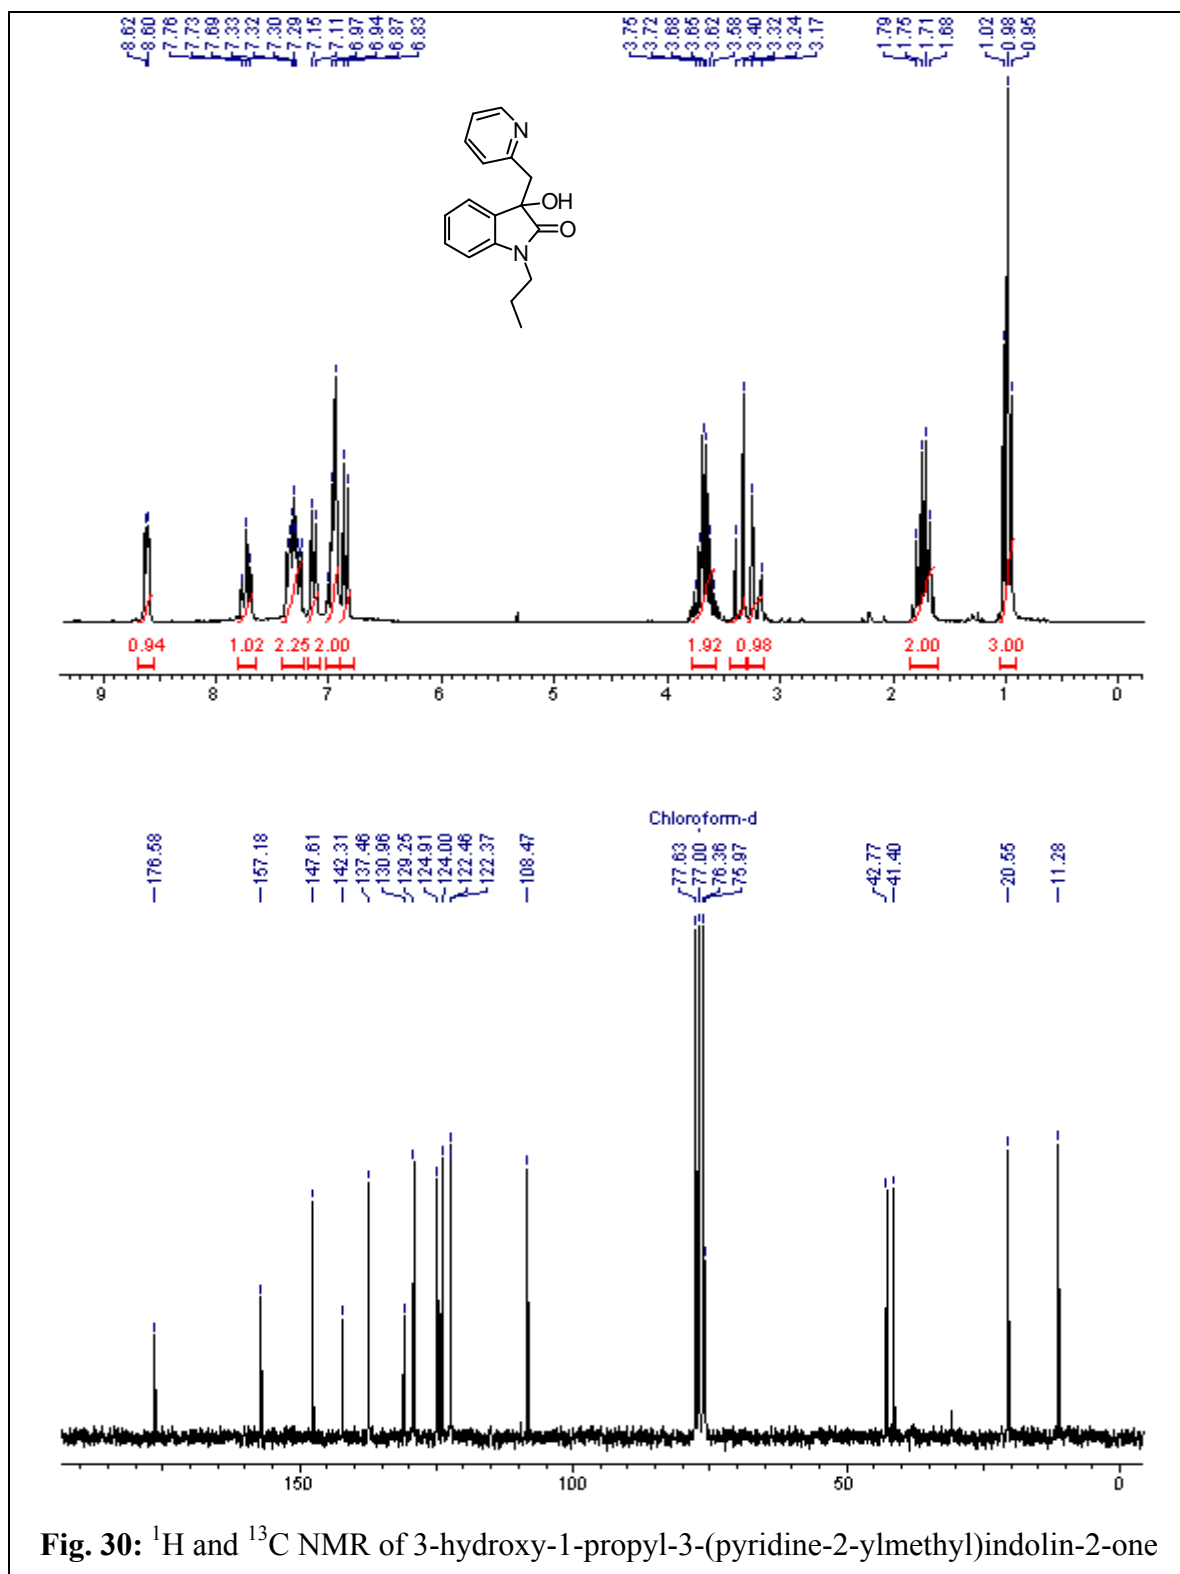 8.62 8.60 7.76 7.73 7.69 7.33 7.32 7.30 7.29 7.15 7.11 6.97 6.94 6.87 6.83 3.75 3.72 3.68 3.65 3.62 3.58 3.40 3.32 3.24 3.17 1.79 1.75 1.71 1.68 1.02 0.98 0.95
N
OH
O
N
0.94 1.02 2.25 2.00 1.92 0.98 2.00 3.00
9 8 7 6 5 4 3 2 1 0
Chloroform-d
176.58 157.18 147.61 142.31 137.46 130.96 129.25 124.91 124.00 122.46 122.37 108.47 77.63 77.00 76.36 75.97 42.77 41.40 20.55 11.28
150 100 50 0
Fig. 30: ¹H and ¹³C NMR of 3-hydroxy-1-propyl-3-(pyridine-2-ylmethyl)indolin-2-one